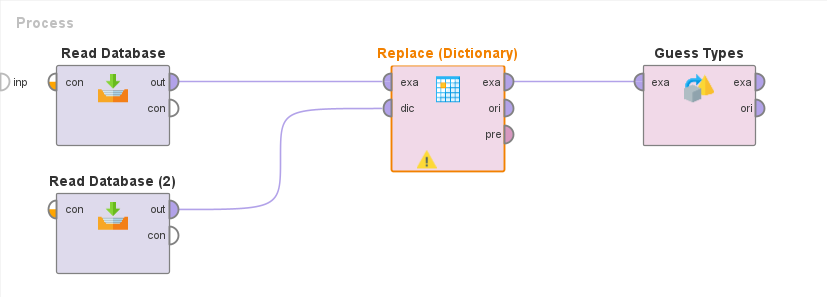 Process
Read Database
Replace (Dictionary)
Guess Types
inp
con
out
exa
exa
exa
exa
con
dic
ori
ori
pre
Read Database (2)
con
out
con